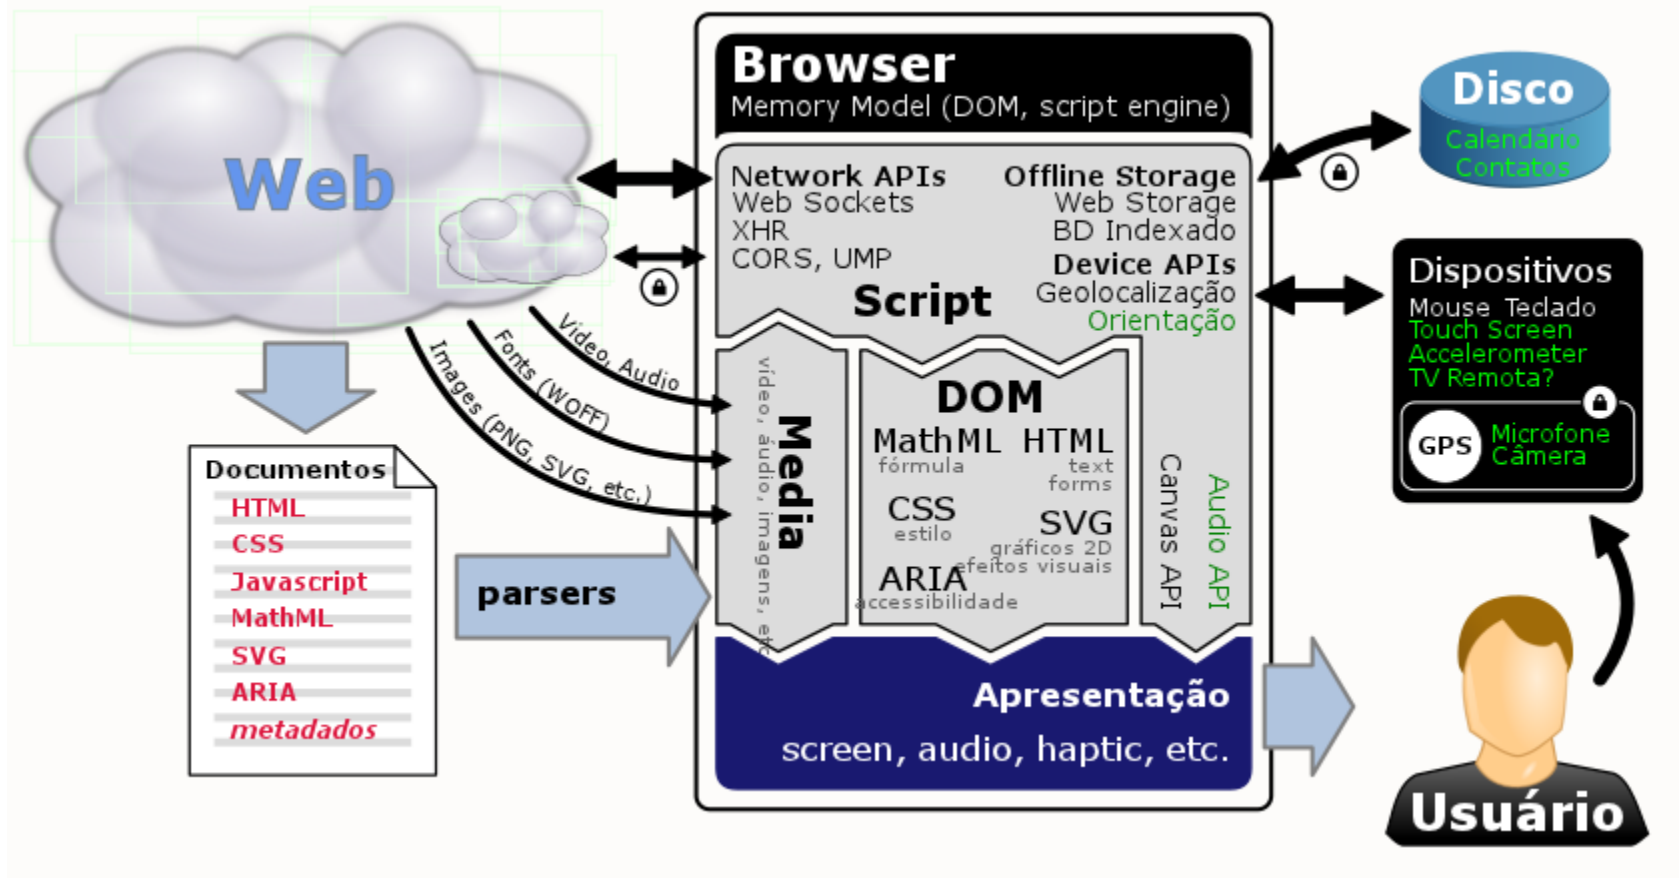 Web
Video, Audio
Fonts (WOFF)
Images (PNG, SVG, etc.)
Documentos
HTML
CSS
Javascript
MathML
SVG
ARIA
metadados
parsers
Browser
Memory Model (DOM, script engine)
Network APIs
Web Sockets
XHR
CORS, UMP
Offline Storage
Web Storage
BD Indexado
Device APIs
Geolocalização
Orientação
Script
Media
vídeo, áudio, imagens, etc
DOM
MathML
fórmula
HTML
text
forms
CSS
estilo
SVG
gráficos 2D
efeitos visuais
ARIA
accessibilidade
Canvas API
Audio API
Apresentação
screen, audio, haptic, etc.
Disco
Calendário
Contatos
Dispositivos
Mouse Teclado
Touch Screen
Accelerometer
TV Remota?
GPS
Microfone
Câmera
Usuário